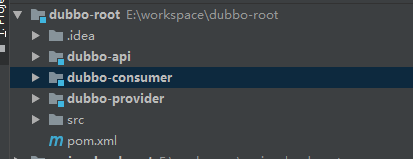 dubbo-root E:\workspace\dubbo-root
.idea
dubbo-api
dubbo-consumer
dubbo-provider
src
pom.xml